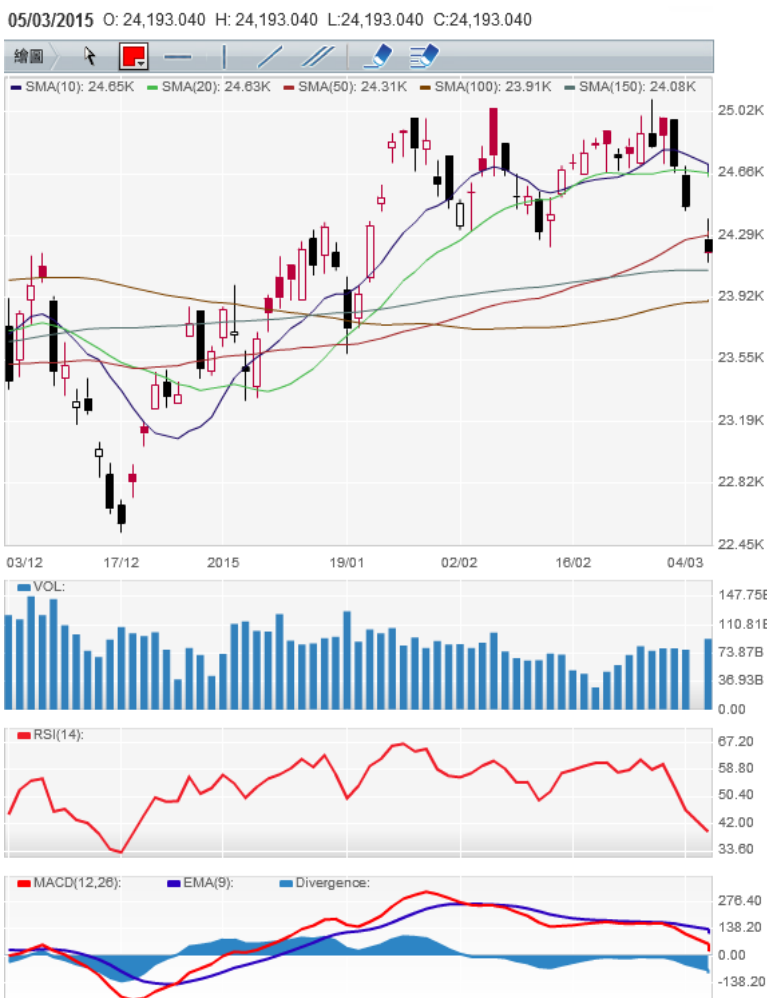 05/03/2015 O: 24,193.040 H: 24,193.040 L:24,193.040 C:24,193.040
繪圖
SMA(10): 24.65K SMA(20): 24.63K SMA(50): 24.31K SMA(100): 23.91K SMA(150): 24.08K
25.02K
24.66K
24.29K
23.92K
23.55K
23.19K
22.82K
22.45K
03/12 17/12 2015 19/01 02/02 16/02 04/03
VOL:
147.75B
110.81B
73.87B
36.93B
0.00
RSI(14):
67.20
58.80
50.40
42.00
33.60
MACD(12,26): EMA(9): Divergence:
276.40
138.20
0.00
-138.20